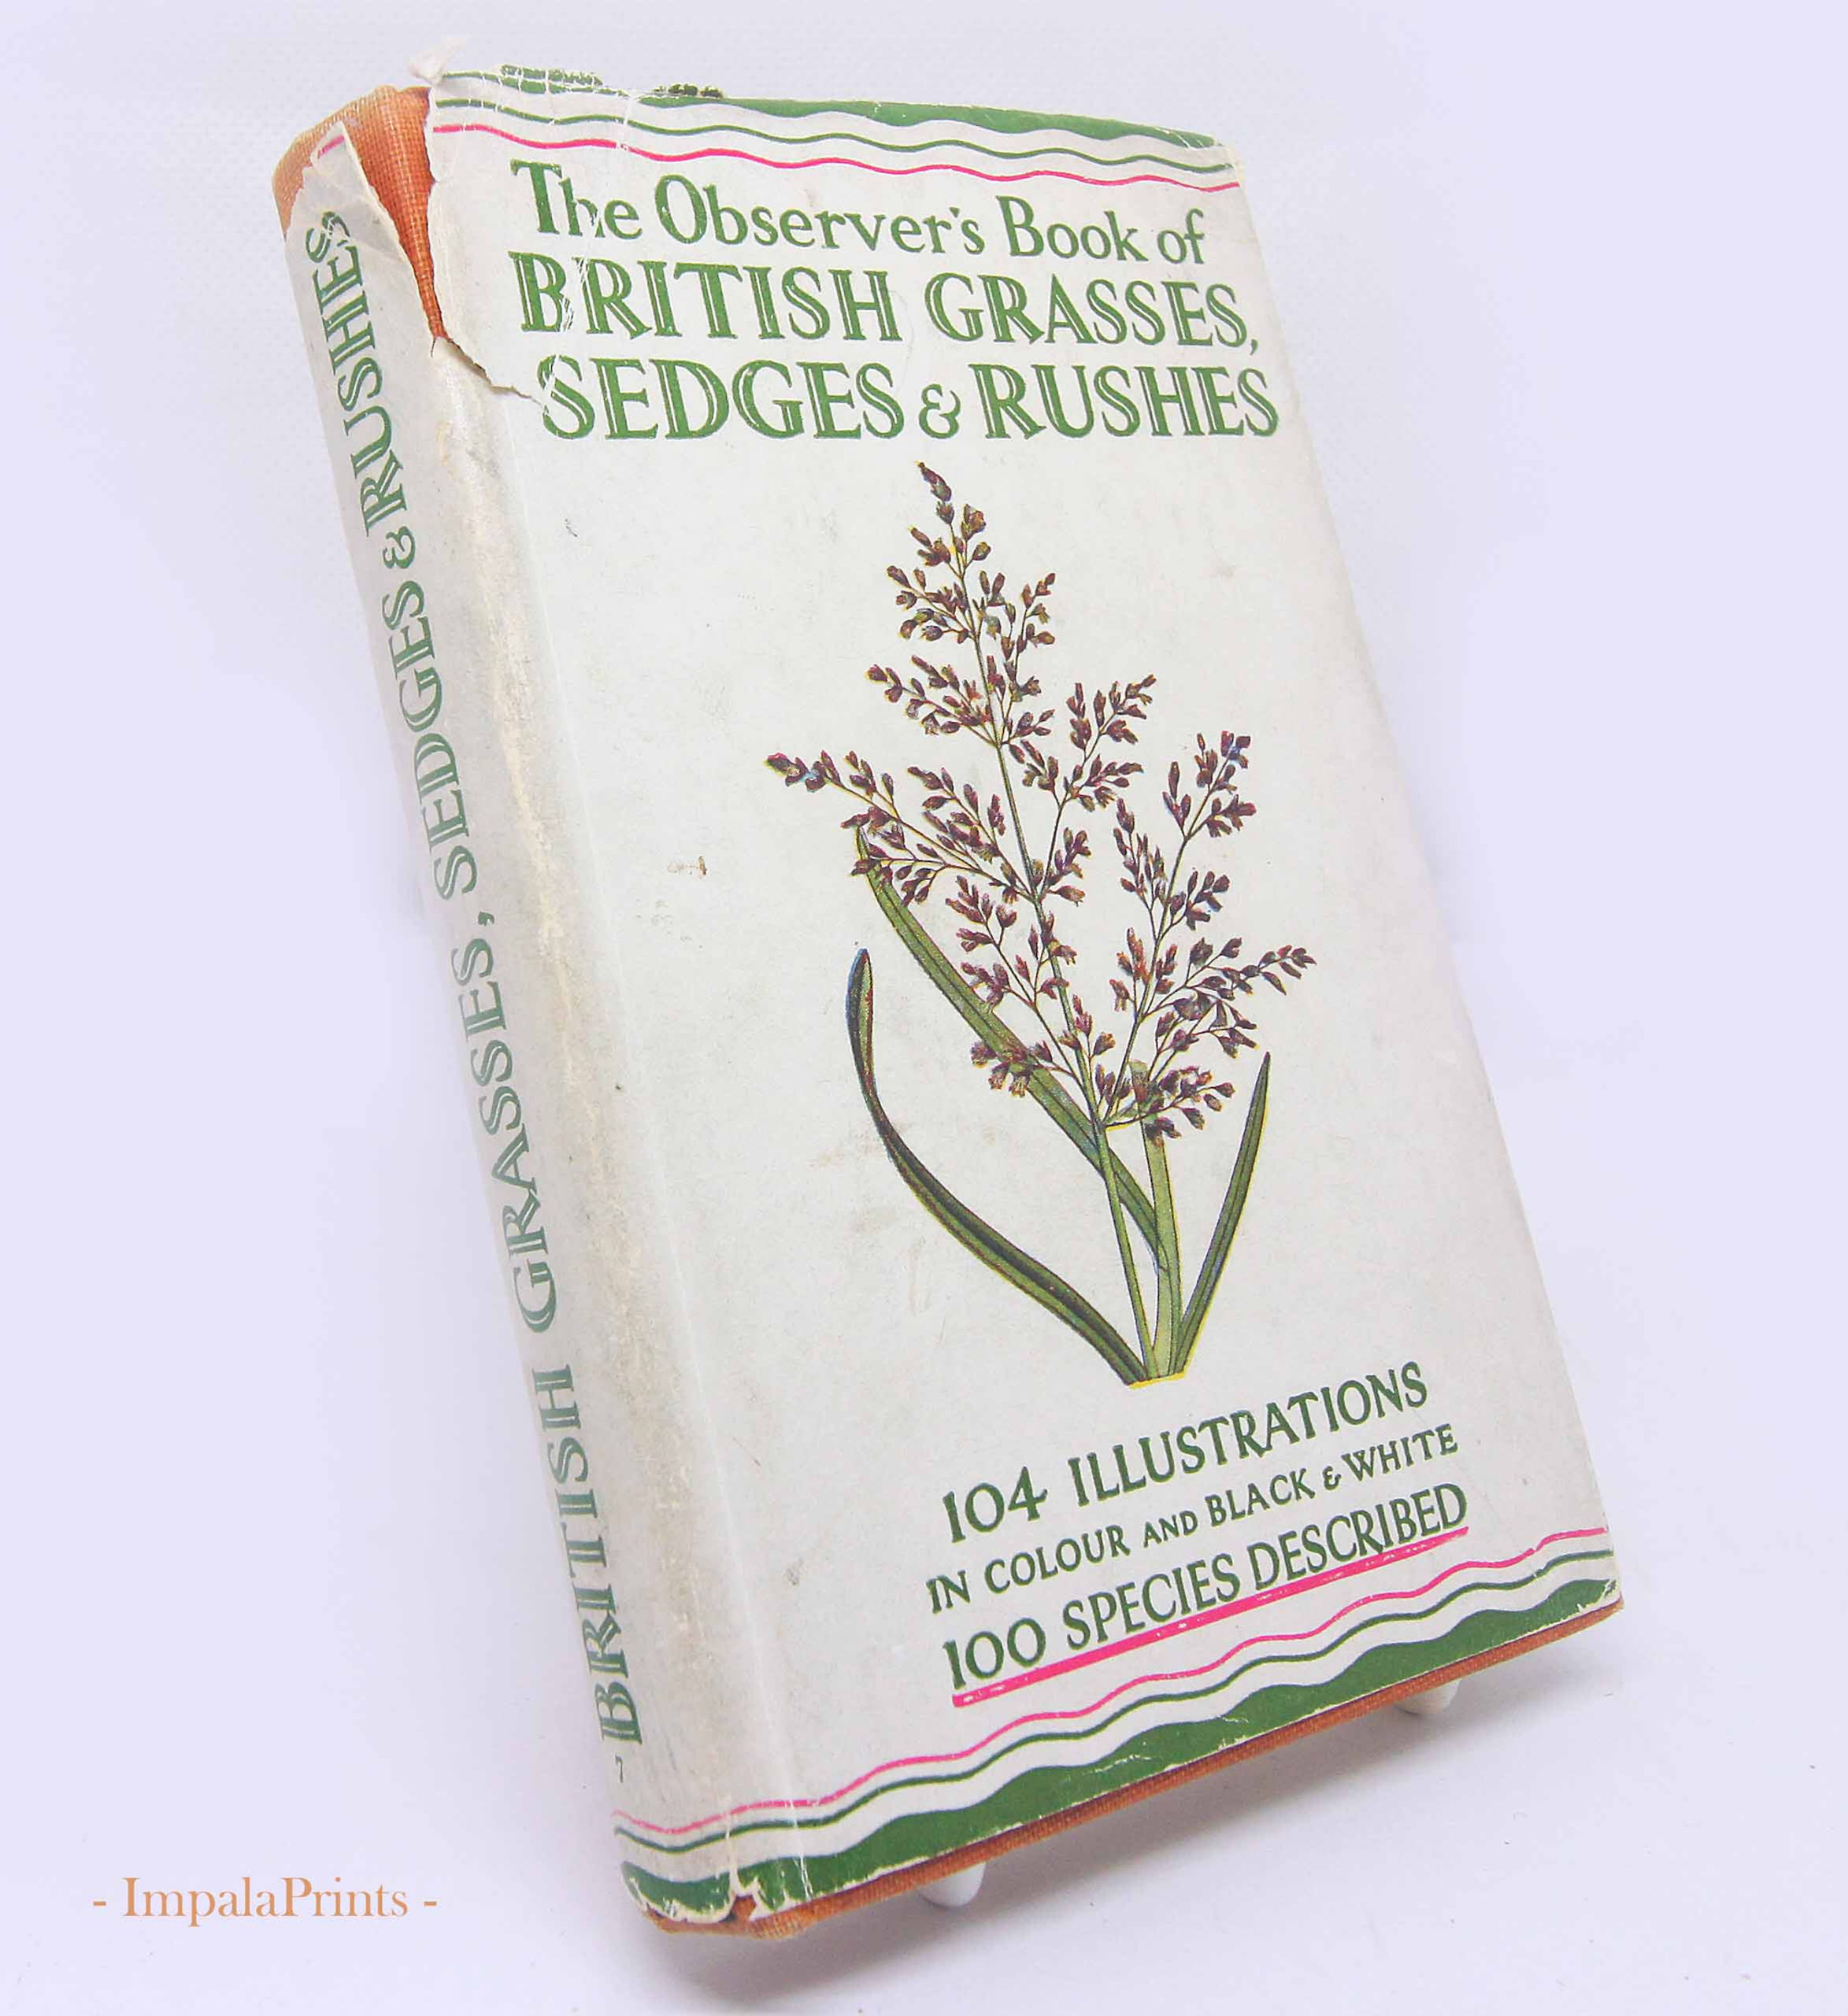 The Observer's Book of
BRITISH GRASSES,
SEDGES & RUSHES
104 ILLUSTRATIONS
IN COLOUR AND BLACK & WHITE
100 SPECIES DESCRIBED
7 BRITISH GRASSES, SEDGES & RUSHES
- ImpalaPrints -